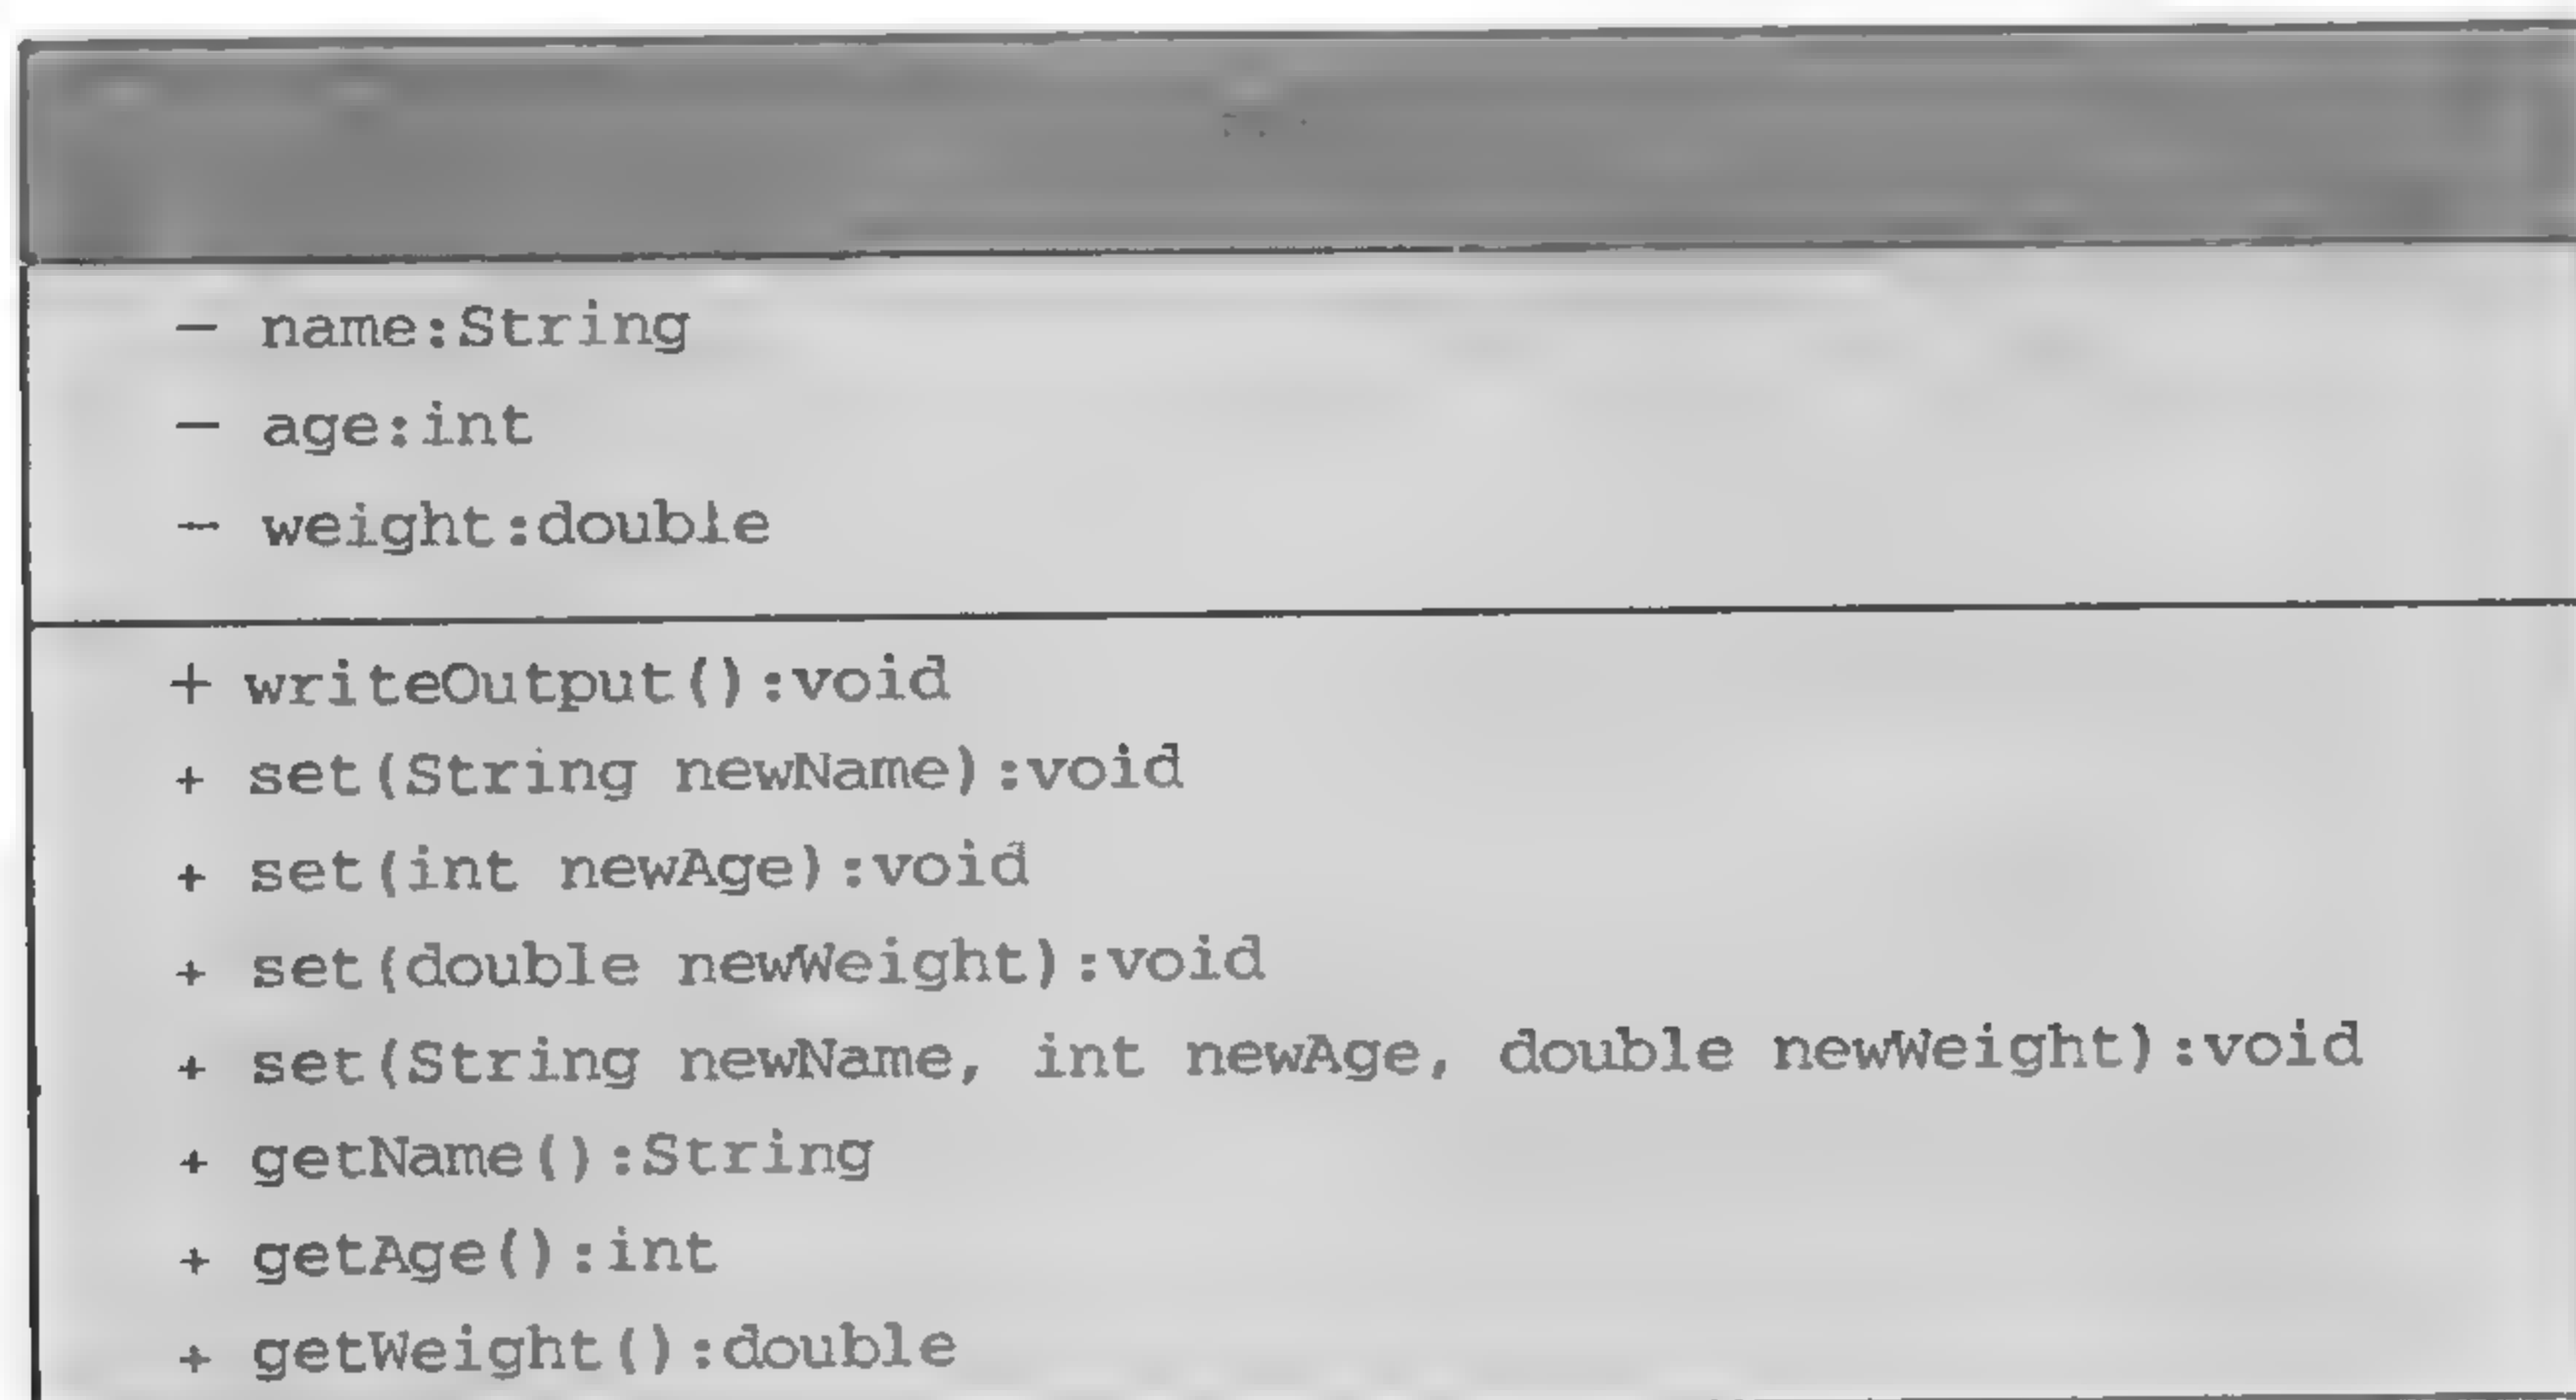 — name:String
— age:int
— weight:double
+ writeOutput():void
+ set(String newName):void
+ set(int newAge):void
+ set(double newWeight):void
+ set(String newName, int newAge, double newWeight):void
+ getName():String
+ getAge():int
+ getWeight():double